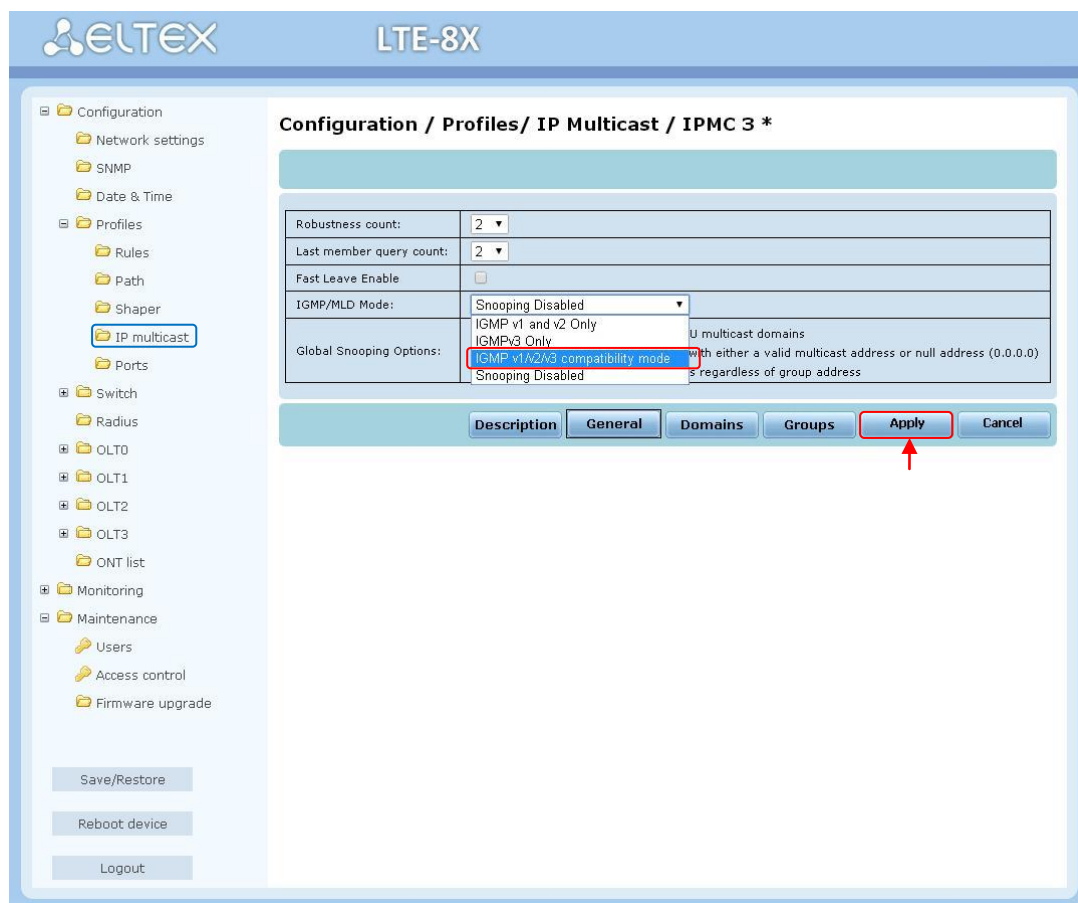 ELTEX
LTE-8X
Configuration
Network settings
SNMP
Date & Time
Profiles
Rules
Path
Shaper
IP multicast
Ports
Switch
Radius
OLT0
OLT1
OLT2
OLT3
ONT list
Monitoring
Maintenance
Users
Access control
Firmware upgrade
Save/Restore
Reboot device
Logout
Configuration / Profiles/ IP Multicast / IPMC 3 *
Robustness count: 2
Last member query count: 2
Fast Leave Enable
IGMP/MLD Mode: Snooping Disabled
IGMP v1 and v2 Only
IGMPv3 Only
IGMP v1/v2/v3 compatibility mode
Snooping Disabled
Global Snooping Options:
U multicast domains
with either a valid multicast address or null address (0.0.0.0)
s regardless of group address
Description General Domains Groups Apply Cancel